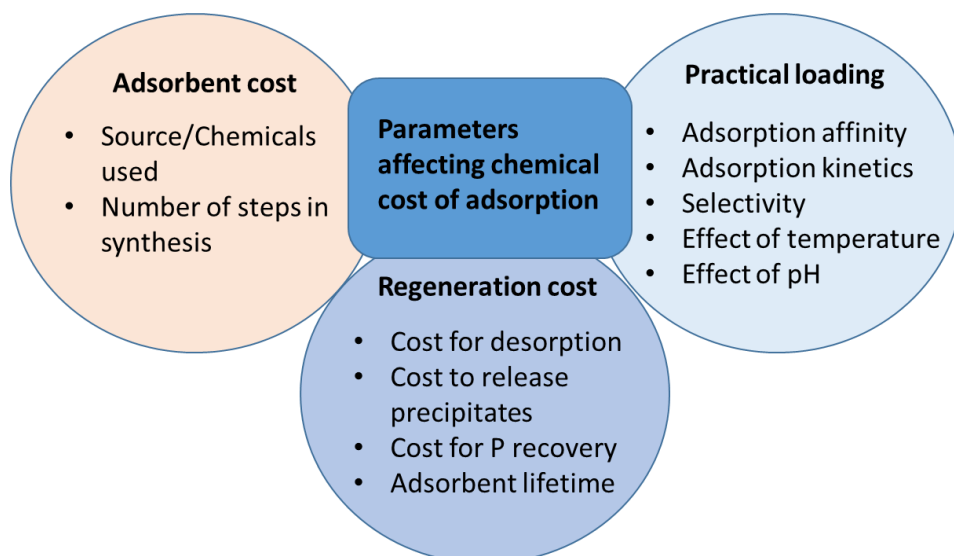 Adsorbent cost
• Source/Chemicals
used
• Number of steps in
synthesis
Parameters
affecting chemical
cost of adsorption
Practical loading
• Adsorption affinity
• Adsorption kinetics
• Selectivity
• Effect of temperature
• Effect of pH
Regeneration cost
• Cost for desorption
• Cost to release
precipitates
• Cost for P recovery
• Adsorbent lifetime